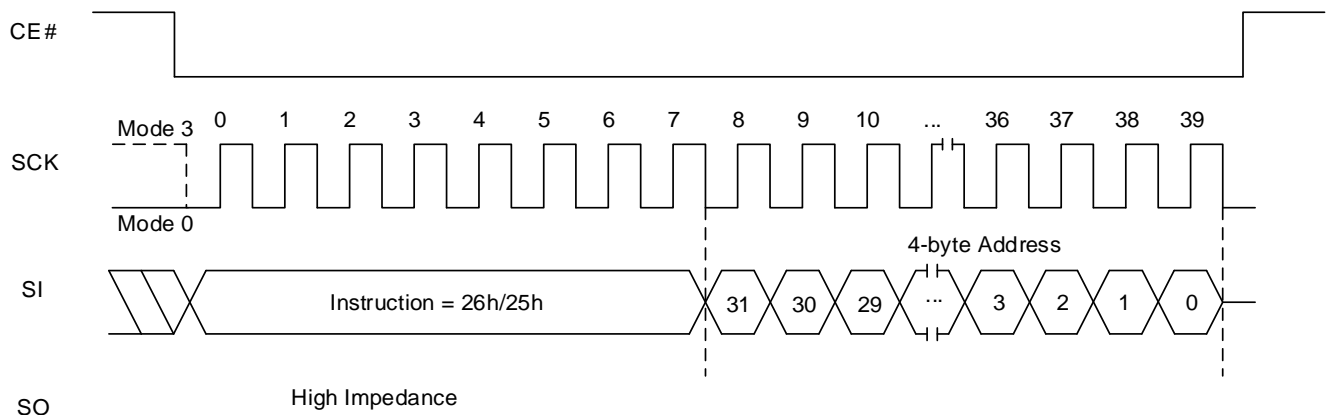 CE#
Mode 3
0 1 2 3 4 5 6 7 8 9 10 ... 36 37 38 39
SCK
Mode 0
4-byte Address
SI
Instruction = 26h/25h
31 30 29 ... 3 2 1 0
High Impedance
SO